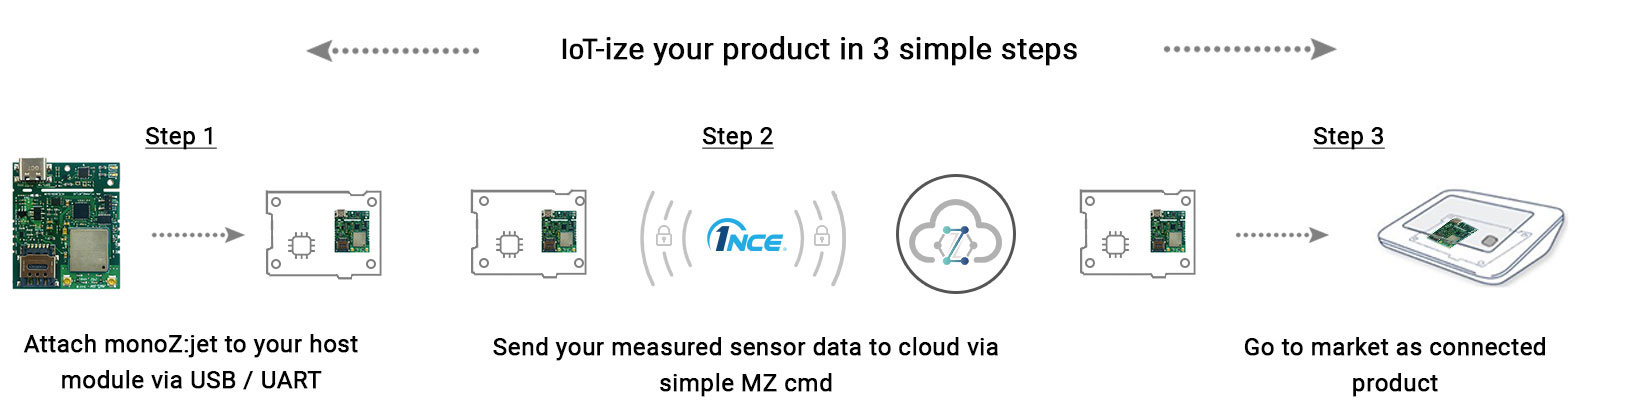 IoT-ize your product in 3 simple steps
Step 1
Step 2
Step 3
1NCE
Attach monoZ:jet to your host
module via USB / UART
Send your measured sensor data to cloud via
simple MZ cmd
Go to market as connected
product